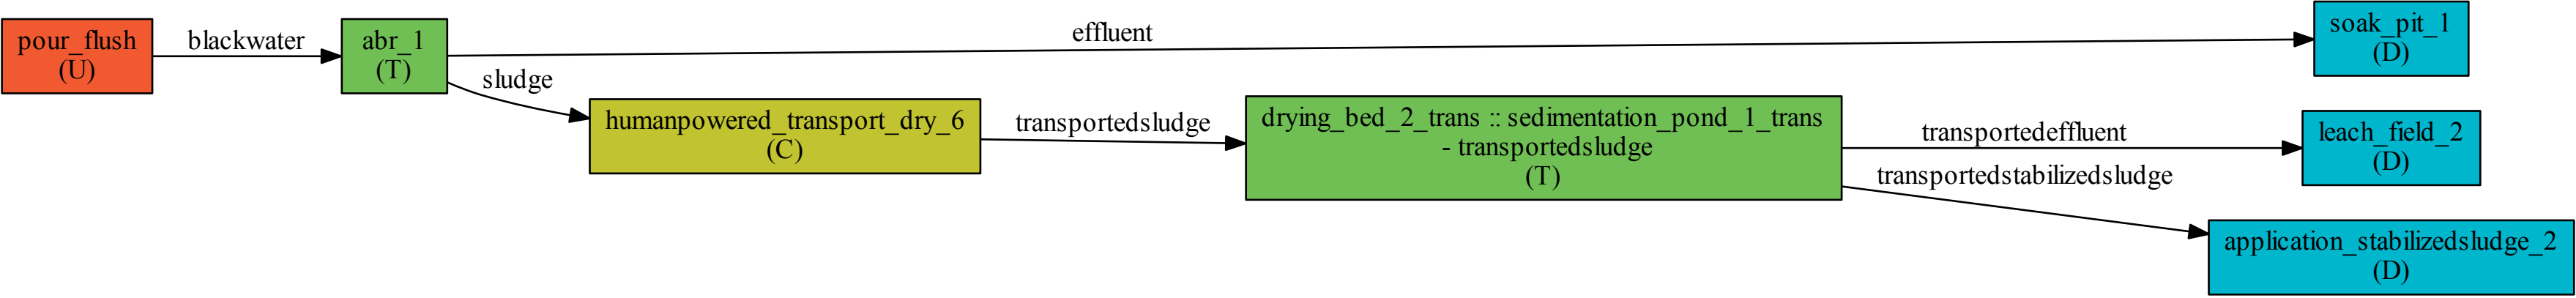 pour_flush
(U)
blackwater
abr_1
(T)
effluent
soak_pit_1
(D)
sludge
humanpowered_transport_dry_6
(C)
transportedsludge
drying_bed_2_trans :: sedimentation_pond_1_trans
- transportedsludge
(T)
transportedeffluent
leach_field_2
(D)
transportedstabilizedsludge
application_stabilizedsludge_2
(D)